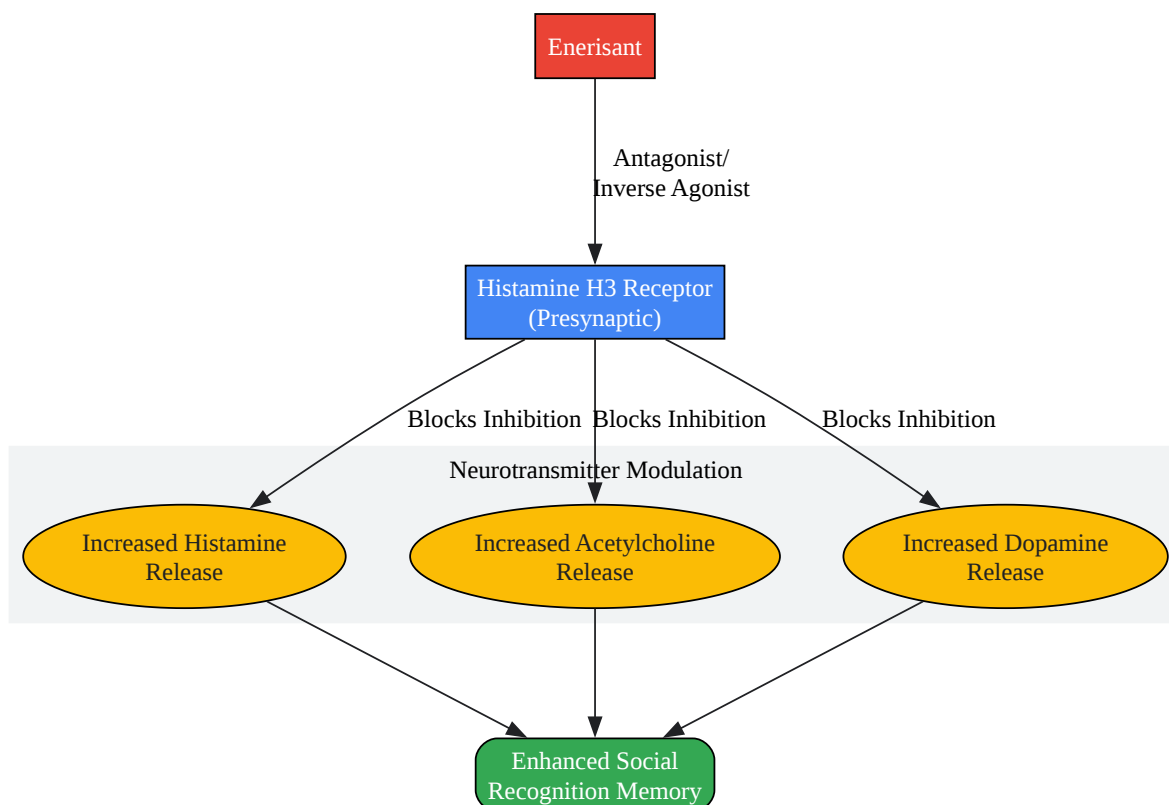 Enerisant
Antagonist/
Inverse Agonist
Histamine H3 Receptor
(Presynaptic)
Blocks Inhibition
Blocks Inhibition
Blocks Inhibition
Neurotransmitter Modulation
Increased Histamine
Release
Increased Acetylcholine
Release
Increased Dopamine
Release
Enhanced Social
Recognition Memory